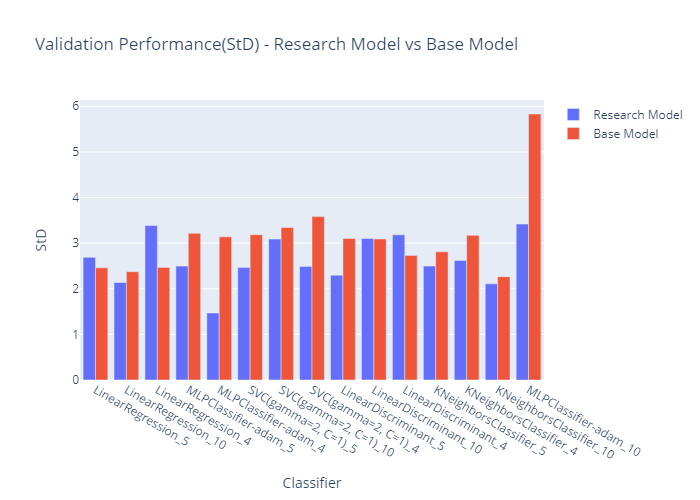 Validation Performance(StD) - Research Model vs Base Model
Research Model
Base Model
StD
6
5
4
3
2
1
0
LinearRegression_5
LinearRegression_10
LinearRegression_4
MLPClassifier-adam_5
MLPClassifier-adam_4
SVC(gamma=2, C=1)_5
SVC(gamma=2, C=1)_10
SVC(gamma=2, C=1)_4
LinearDiscriminant_5
LinearDiscriminant_10
LinearDiscriminant_4
KNeighborsClassifier_5
KNeighborsClassifier_4
KNeighborsClassifier_10
MLPClassifier-adam_10
Classifier